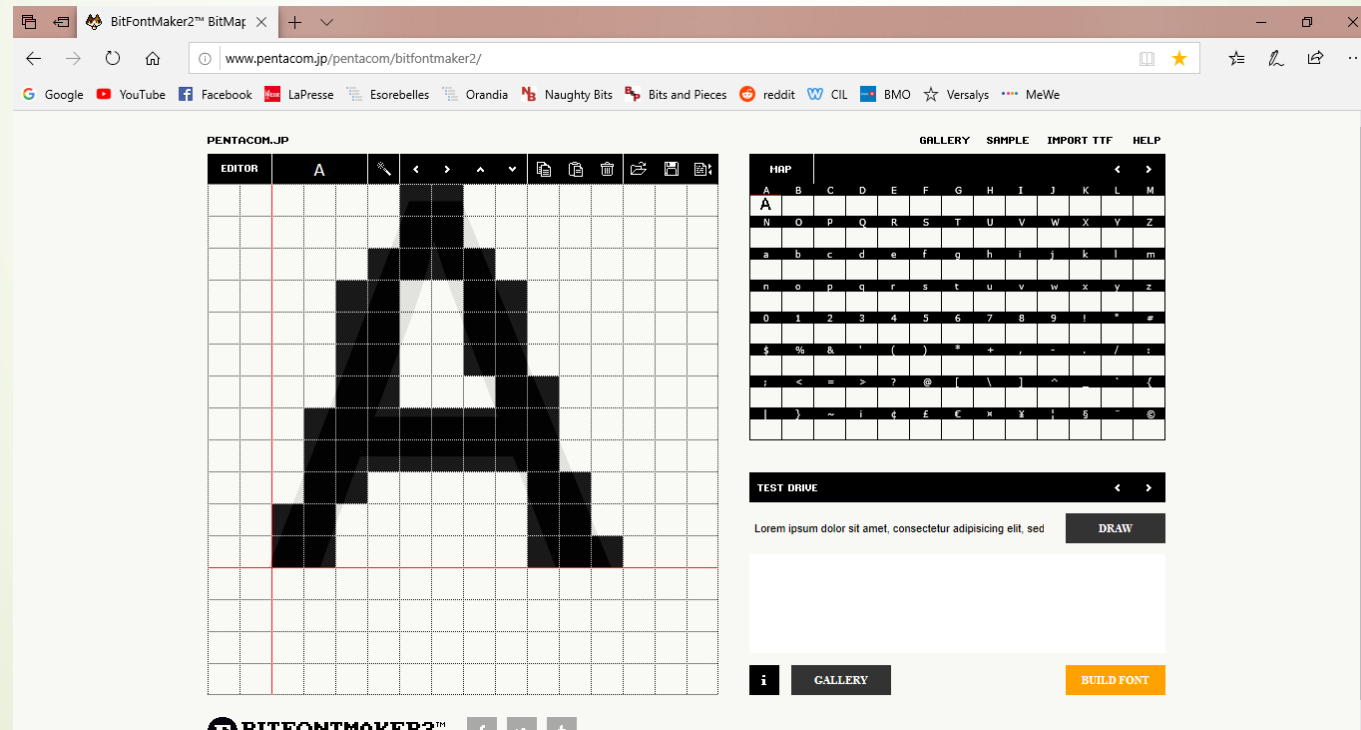 BitFontMaker2™ BitMap
www.pentacom.jp/pentacom/bitfontmaker2/
Google YouTube Facebook LaPresse Esorebelles Orandia Naughty Bits Bits and Pieces reddit CIL BMO Versalys MeWe
PENTACOM.JP
GALLERY SAMPLE IMPORT TTF HELP
EDITOR A
MAP
A B C D E F G H I J K L M
A
N O P Q R S T U V W X Y Z
a b c d e f g h i j k l m
n o p q r s t u v w x y z
0 1 2 3 4 5 6 7 8 9 ! " #
$ % & ' ( ) * + , - . / :
; < = > ? @ [ \ ] ^ _ ` {
| } ~ ¡ ¢ £ € ¤ ¥ ¦ § ¨ ©
A
TEST DRIVE
Lorem ipsum dolor sit amet, consectetur adipisicing elit, sed
DRAW
i GALLERY BUILD FONT
BITFONTMAKER2™